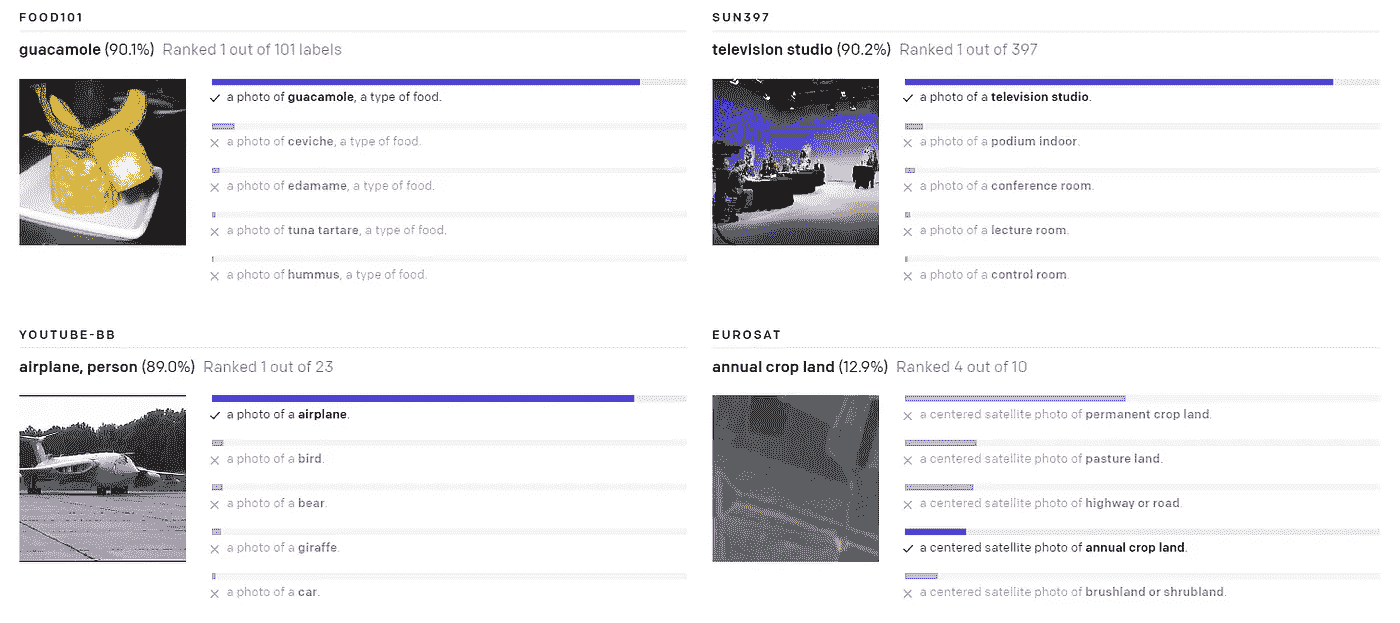 FOOD101
guacamole (90.1%) Ranked 1 out of 101 labels
✓ a photo of guacamole, a type of food.
× a photo of ceviche, a type of food.
× a photo of edamame, a type of food.
× a photo of tuna tartare, a type of food.
× a photo of hummus, a type of food.
SUN397
television studio (90.2%) Ranked 1 out of 397
✓ a photo of a television studio.
× a photo of a podium indoor.
× a photo of a conference room.
× a photo of a lecture room.
× a photo of a control room.
YOUTUBE-BB
airplane, person (89.0%) Ranked 1 out of 23
✓ a photo of a airplane.
× a photo of a bird.
× a photo of a bear.
× a photo of a giraffe.
× a photo of a car.
EUROSAT
annual crop land (12.9%) Ranked 4 out of 10
× a centered satellite photo of permanent crop land.
× a centered satellite photo of pasture land.
× a centered satellite photo of highway or road.
✓ a centered satellite photo of annual crop land.
× a centered satellite photo of brushland or shrubland.